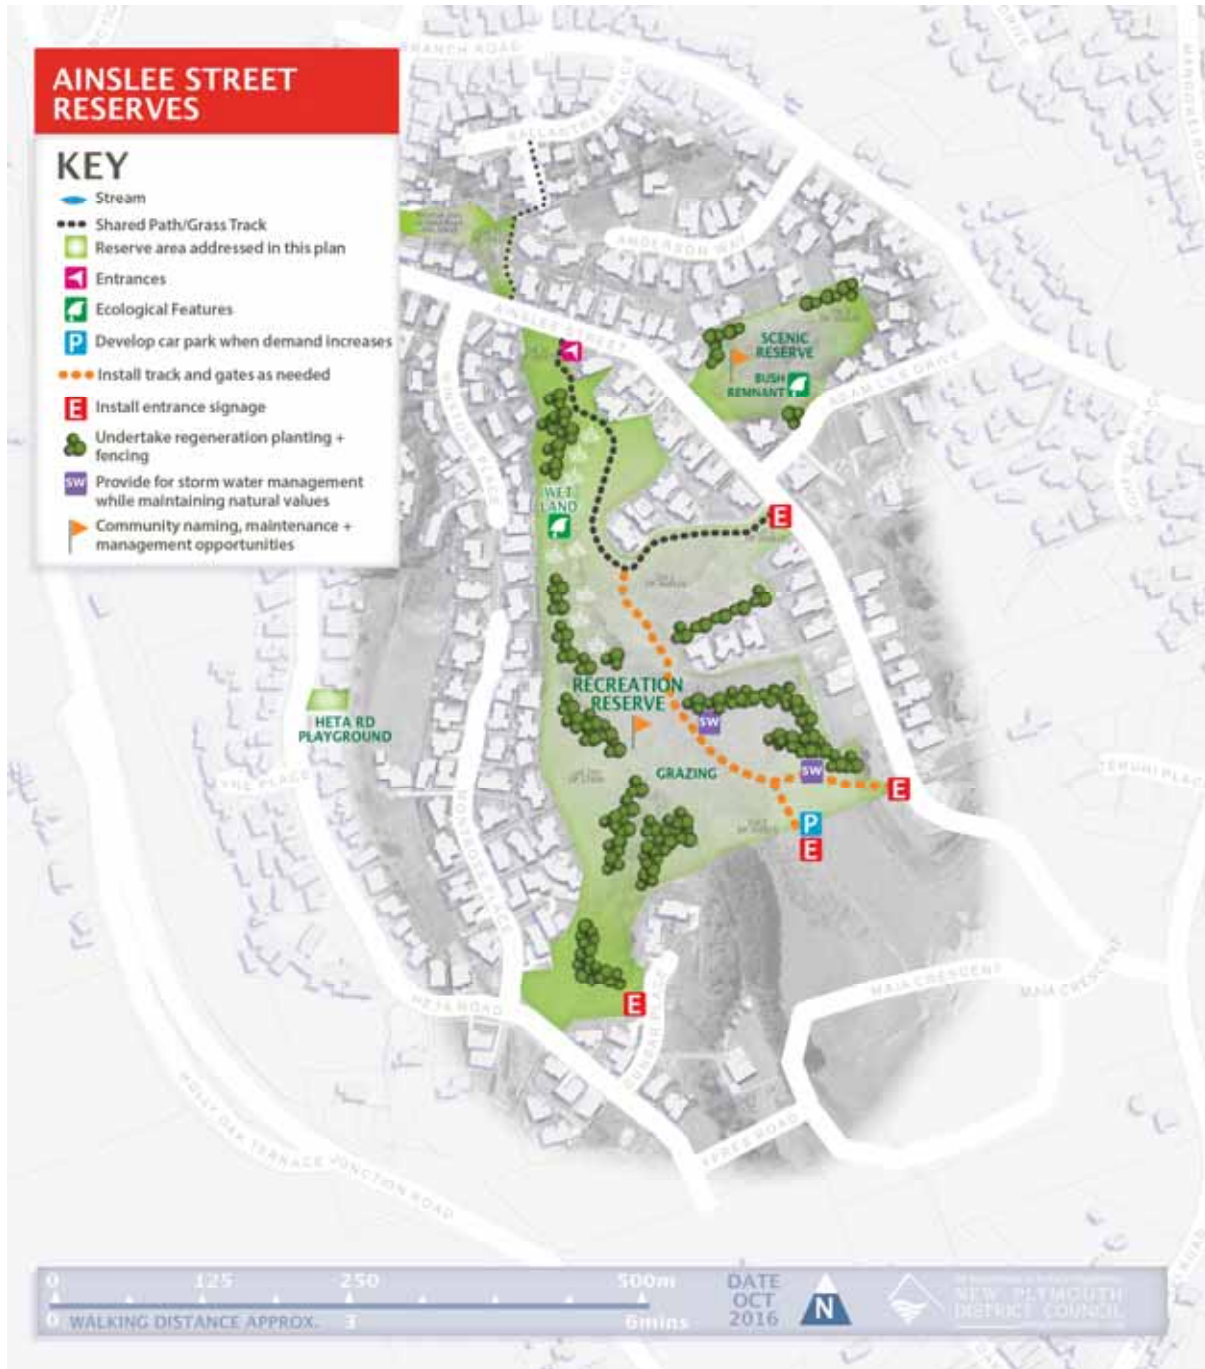 AINSLEE STREET
RESERVES
KEY
Stream
Shared Path/Grass Track
Reserve area addressed in this plan
Entrances
Ecological Features
P
Develop car park when demand increases
Install track and gates as needed
E
Install entrance signage
Undertake regeneration planting +
fencing
SW
Provide for storm water management
while maintaining natural values
Community naming, maintenance +
management opportunities
BRANCH ROAD
ANDERSON WAY
AINSLEE STREET
SCENIC
RESERVE
BUSH
REMNANT
WET
LAND
E
RECREATION
RESERVE
SW
HETA RD
PLAYGROUND
GRAZING
SW
E
P
E
E
HETA ROAD
DUNBAR PLACE
MAIA CRESCENT
MAIA CRESCENT
YPRES ROAD
JUNCTION ROAD
0 125 250 500m
0 WALKING DISTANCE APPROX. 3 6mins
DATE
OCT
2016
N
NEW PLYMOUTH
DISTRICT COUNCIL